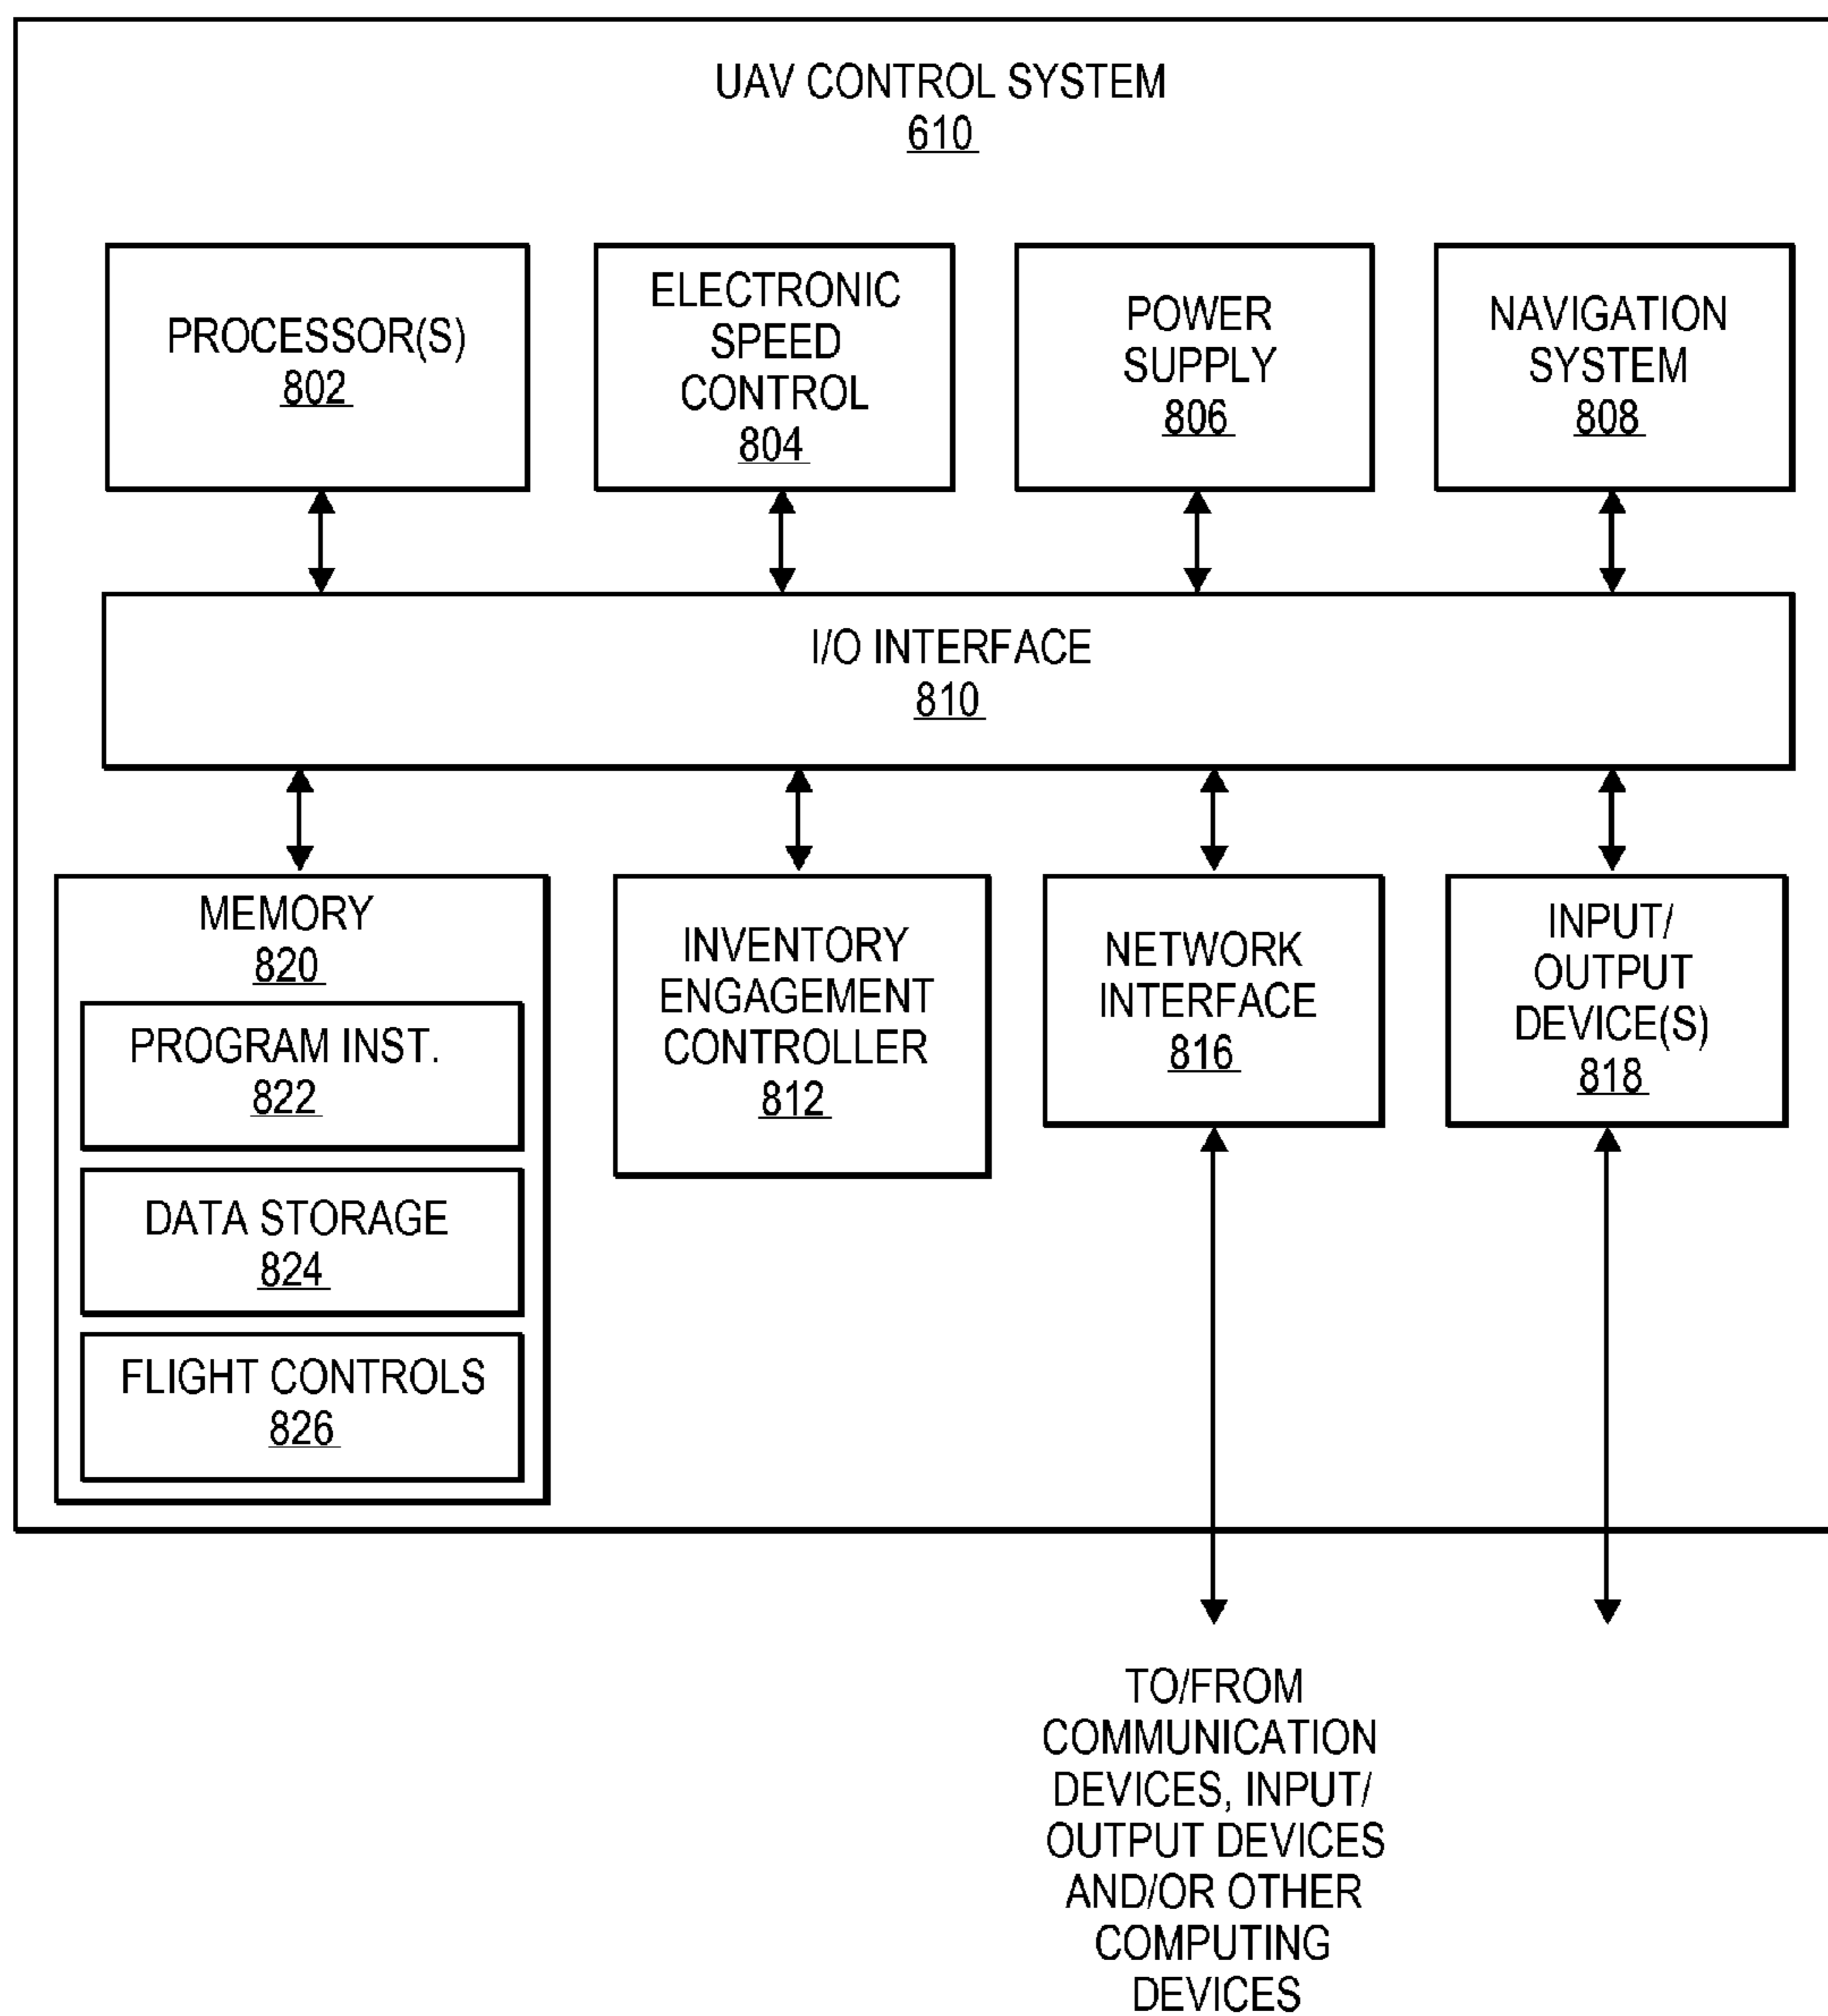 UAV CONTROL SYSTEM
610
PROCESSOR(S)
802
ELECTRONIC
SPEED
CONTROL
804
POWER
SUPPLY
806
NAVIGATION
SYSTEM
808
I/O INTERFACE
810
MEMORY
820
PROGRAM INST.
822
DATA STORAGE
824
FLIGHT CONTROLS
826
INVENTORY
ENGAGEMENT
CONTROLLER
812
NETWORK
INTERFACE
816
INPUT/
OUTPUT
DEVICE(S)
818
TO/FROM
COMMUNICATION
DEVICES, INPUT/
OUTPUT DEVICES
AND/OR OTHER
COMPUTING
DEVICES